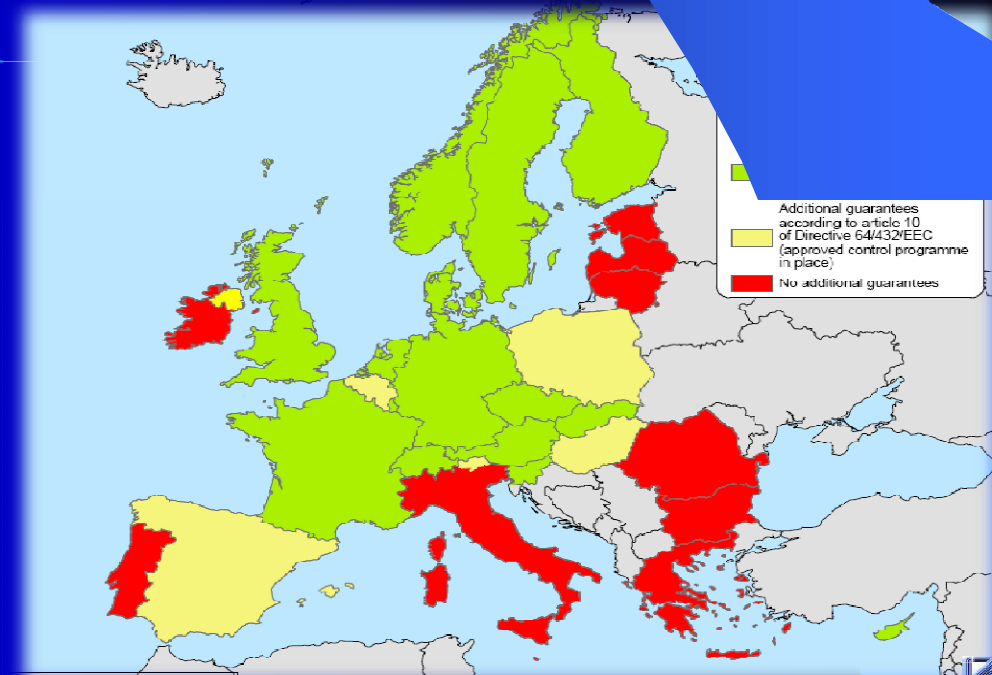 Additional guarantees
according to article 10
of Directive 64/432/EEC
(approved control programme
in place)
No additional guarantees